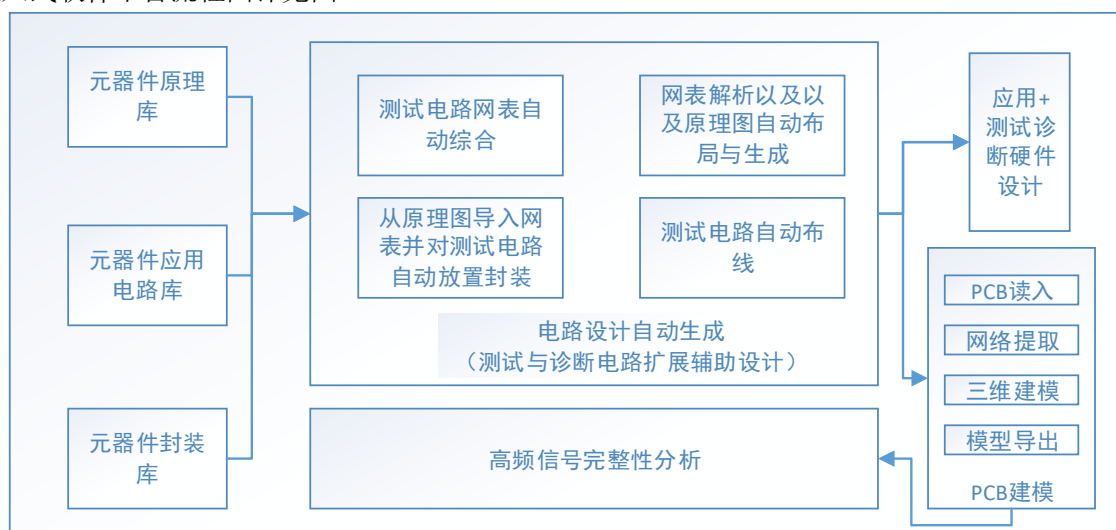 元器件原理
库
元器件应用
电路库
元器件封装
库
测试电路网表自
动综合
网表解析以及以
及原理图自动布
局与生成
从原理图导入网
表并对测试电路
自动放置封装
测试电路自动布
线
电路设计自动生成
（测试与诊断电路扩展辅助设计）
高频信号完整性分析
应用+
测试诊
断硬件
设计
PCB读入
网络提取
三维建模
模型导出
PCB建模